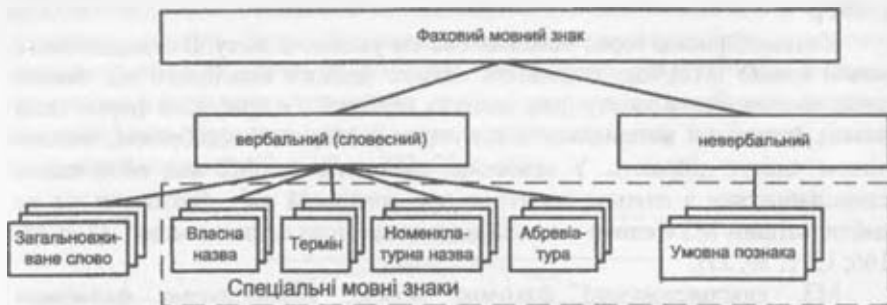 Фаховий мовний знак
вербальний (словесний)
невербальний
Загальновжи-
ване слово
Власна
назва
Термін
Номенкла-
турна назва
Абревіа-
тура
Умовна
познака
Спеціальні мовні знаки